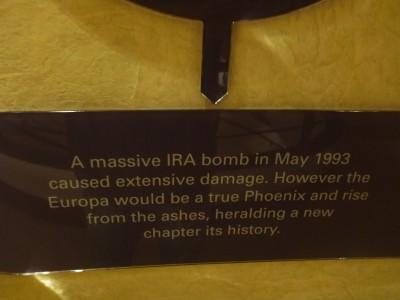 A massive IRA bomb in May 1993
caused extensive damage. However the
Europa would be a true Phoenix and rise
from the ashes, heralding a new
chapter its history.